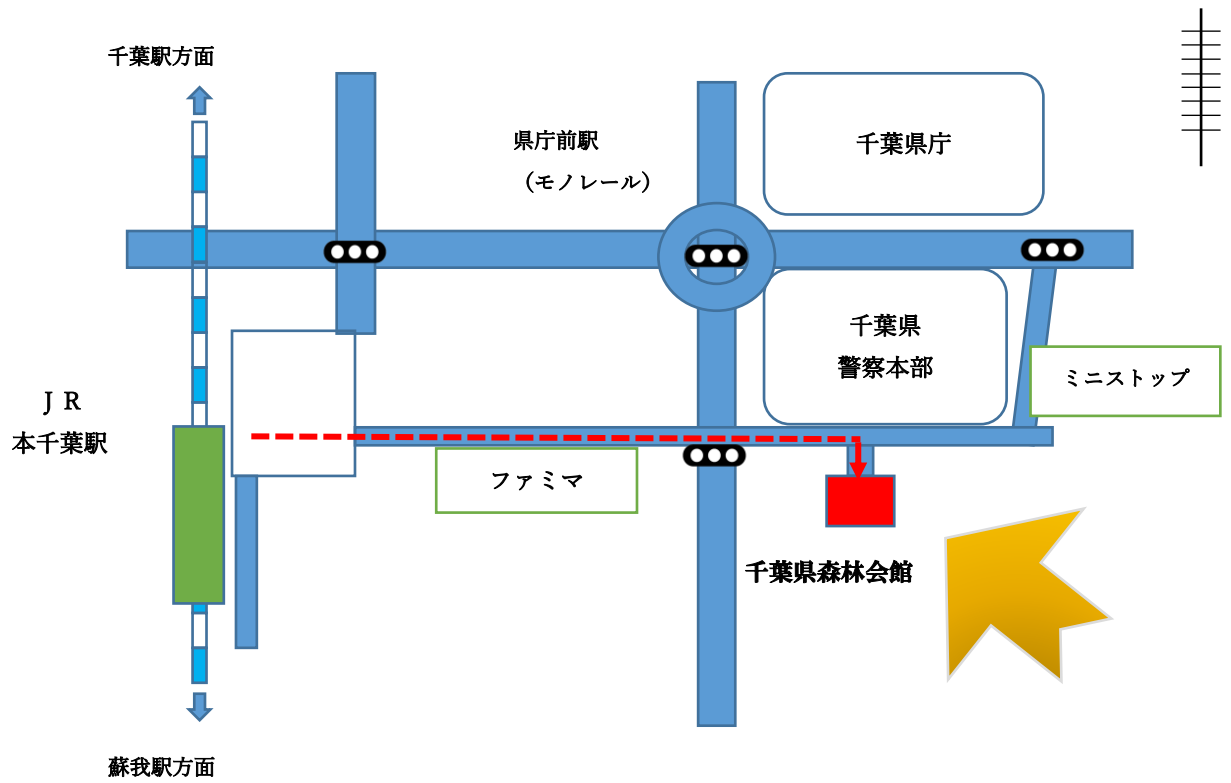 千葉駅方面
県庁前駅
（モノレール）
千葉県庁
千葉県
警察本部
ミニストップ
ＪＲ
本千葉駅
ファミマ
千葉県森林会館
蘇我駅方面